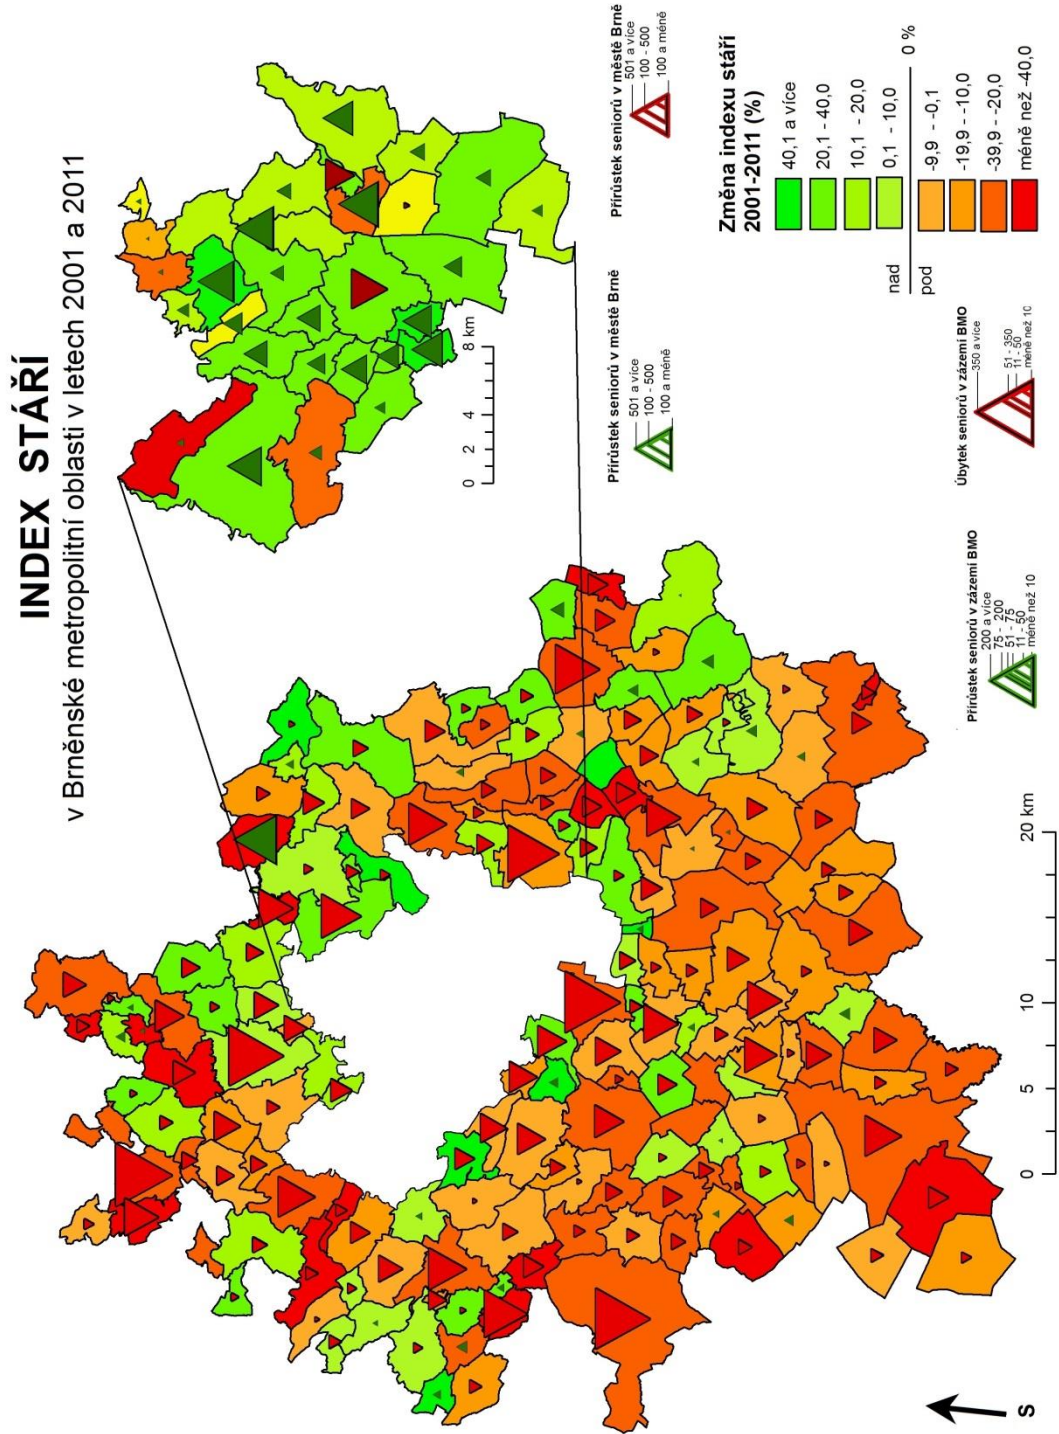 INDEX STÁŘÍ
v Brněnské metropolitní oblasti v letech 2001 a 2011
0 2 4 8 km
Přírůstek seniorů v městě Brně
501 a více
100 - 500
100 a méně
Přírůstek seniorů v městě Brně
501 a více
100 - 500
100 a méně
Přírůstek seniorů v zázemí BMO
200 a více
75 - 200
51 - 75
11 - 50
méně než 10
Úbytek seniorů v zázemí BMO
350 a více
51 - 350
11 - 50
méně než 10
Změna indexu stáří
2001-2011 (%)
40,1 a více
20,1 - 40,0
10,1 - 20,0
0,1 - 10,0
nad
0 %
pod
-9,9 - -0,1
-19,9 - -10,0
-39,9 - -20,0
méně než -40,0
S
0 5 10 20 km